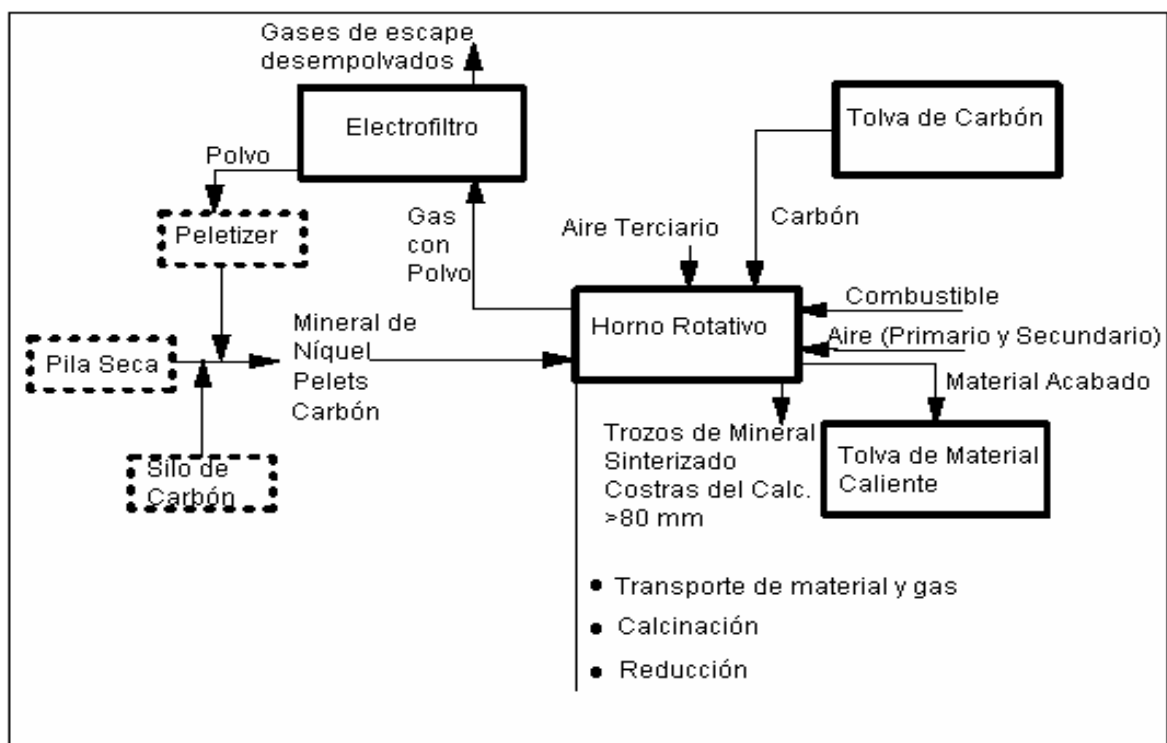 Gases de escape
desempolvados
Electrofiltro
Tolva de Carbón
Polvo
Peletizer
Gas
con
Polvo
Aire Terciario
Carbón
Combustible
Horno Rotativo
Aire (Primario y Secundario)
Mineral de
Níquel
Pelets
Carbón
Pila Seca
Material Acabado
Silo de
Carbón
Trozos de Mineral
Sinterizado
Costras del Calc.
>80 mm
Tolva de Material
Caliente
• Transporte de material y gas
• Calcinación
• Reducción